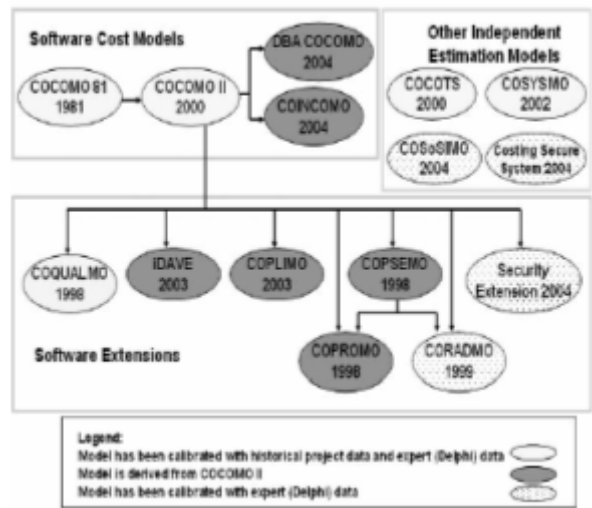 Software Cost Models
COCOMO 81
1981
COCOMO II
2000
DBA COCOMO
2004
COINCOMO
2004
Other Independent
Estimation Models
COCOTS
2000
COSYSMO
2002
COSoSIMO
2004
Costing Secure
System 2004
COQUALMO
1998
iDAVE
2003
COPLIMO
2003
COPSEMO
1998
Security
Extension 2004
Software Extensions
COPROMO
1998
CORADMO
1999
Legend:
Model has been calibrated with historical project data and expert (Delphi) data
Model is derived from COCOMO II
Model has been calibrated with expert (Delphi) data